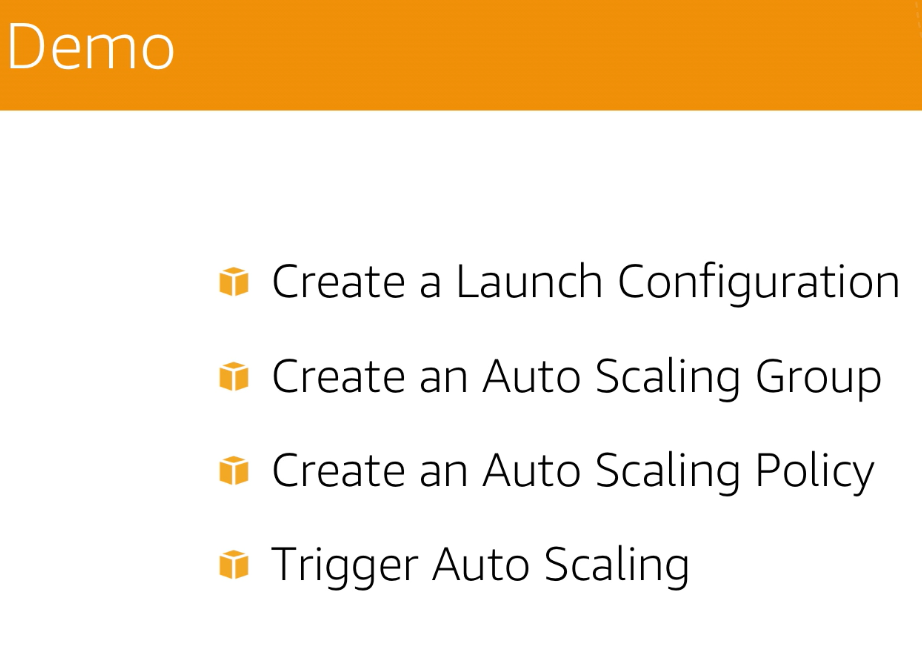 Demo
Create a Launch Configuration
Create an Auto Scaling Group
Create an Auto Scaling Policy
Trigger Auto Scaling